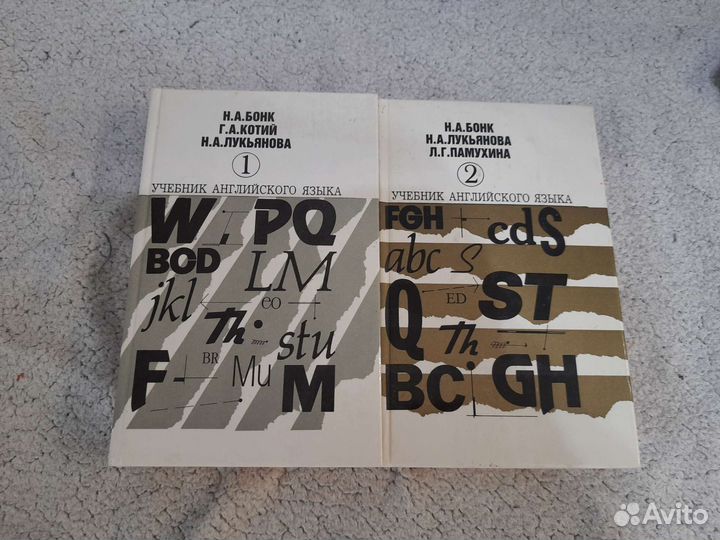 Н.А.БОНК
Г.А.КОТИЙ
Н.А.ЛУКЬЯНОВА
1
УЧЕБНИК АНГЛИЙСКОГО ЯЗЫКА
W PQ
BCD
LM
jkl
CO
Th
stu
BR
F
Mu
M
Н.А.БОНК
Н.А.ЛУКЬЯНОВА
Л.Г.ПАМУХИНА
2
УЧЕБНИК АНГЛИЙСКОГО ЯЗЫКА
FGH
cdS
abc
S
ED
ST
Q
Th
BC
GH
Avito